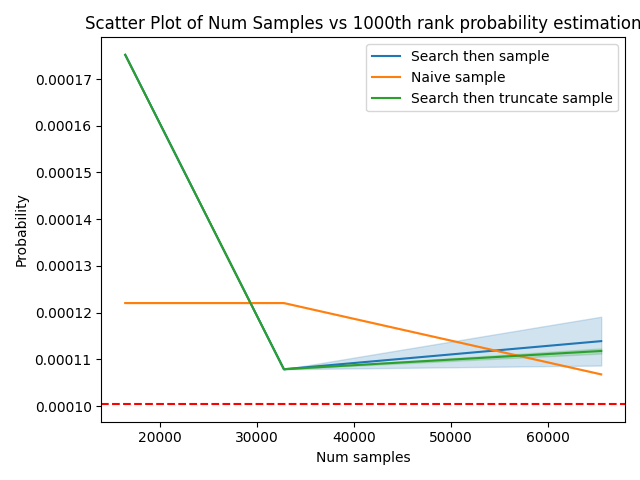 Scatter Plot of Num Samples vs 1000th rank probability estimation
Search then sample
Naive sample
Search then truncate sample
0.00017
0.00016
0.00015
0.00014
0.00013
0.00012
0.00011
0.00010
Probability
20000 30000 40000 50000 60000
Num samples